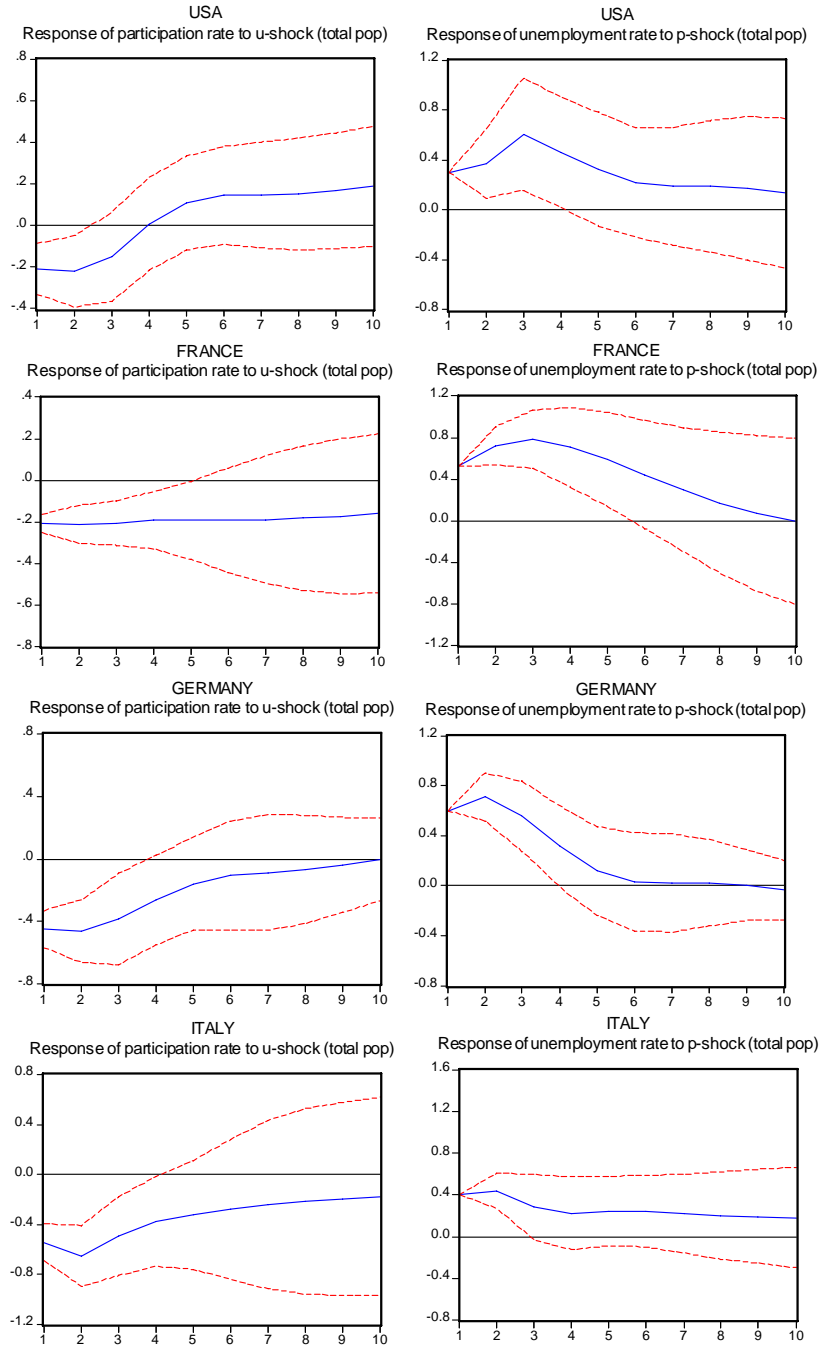 USA
Response of participation rate to u-shock (total pop)
.8
.6
.4
.2
.0
-.2
-.4
1 2 3 4 5 6 7 8 9 10
USA
Response of unemployment rate to p-shock (total pop)
1.2
0.8
0.4
0.0
-0.4
-0.8
1 2 3 4 5 6 7 8 9 10
FRANCE
Response of participation rate to u-shock (total pop)
.4
.2
.0
-.2
-.4
-.6
-.8
1 2 3 4 5 6 7 8 9 10
FRANCE
Response of unemployment rate to p-shock (total pop)
1.2
0.8
0.4
0.0
-0.4
-0.8
-1.2
1 2 3 4 5 6 7 8 9 10
GERMANY
Response of participation rate to u-shock (total pop)
.8
.4
.0
-.4
-.8
1 2 3 4 5 6 7 8 9 10
GERMANY
Response of unemployment rate to p-shock (total pop)
1.2
0.8
0.4
0.0
-0.4
-0.8
1 2 3 4 5 6 7 8 9 10
ITALY
Response of participation rate to u-shock (total pop)
0.8
0.4
0.0
-0.4
-0.8
-1.2
1 2 3 4 5 6 7 8 9 10
ITALY
Response of unemployment rate to p-shock (total pop)
1.6
1.2
0.8
0.4
0.0
-0.4
-0.8
1 2 3 4 5 6 7 8 9 10